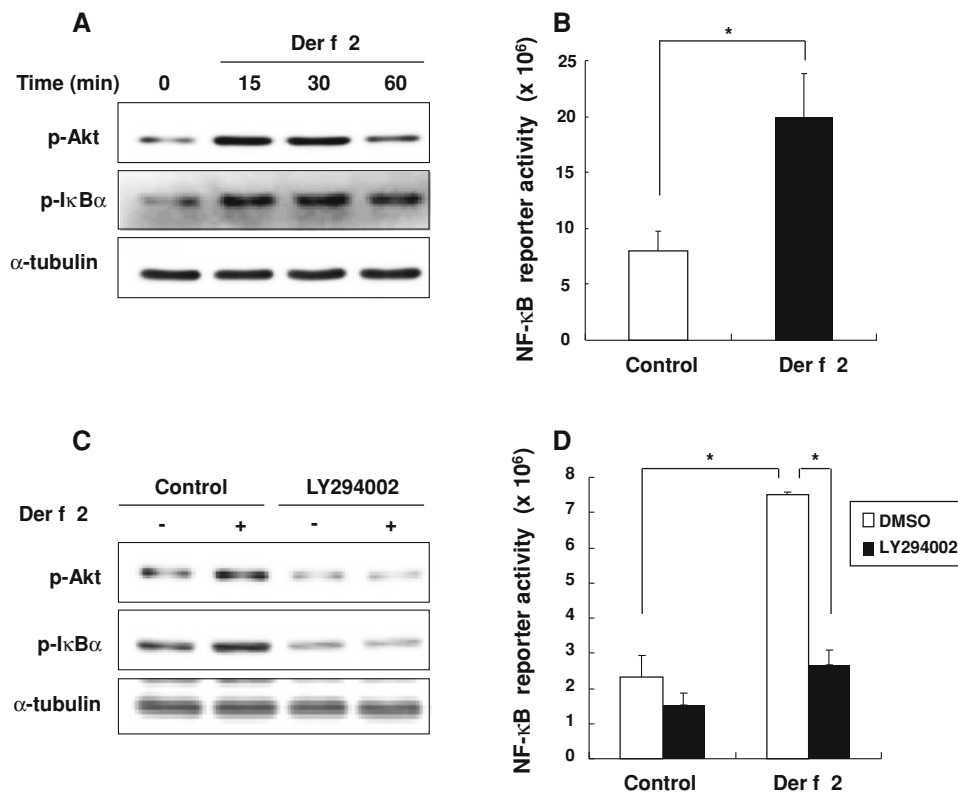 A
Der f 2
Time (min) 0 15 30 60
p-Akt
p-IκBα
α-tubulin
B
*
NF-κB reporter activity (x 10⁶)
25
20
15
10
5
0
Control Der f 2
C
Control LY294002
Der f 2 - + - +
p-Akt
p-IκBα
α-tubulin
D
* *
NF-κB reporter activity (x 10⁶)
8
7
6
5
4
3
2
1
0
DMSO
LY294002
Control Der f 2